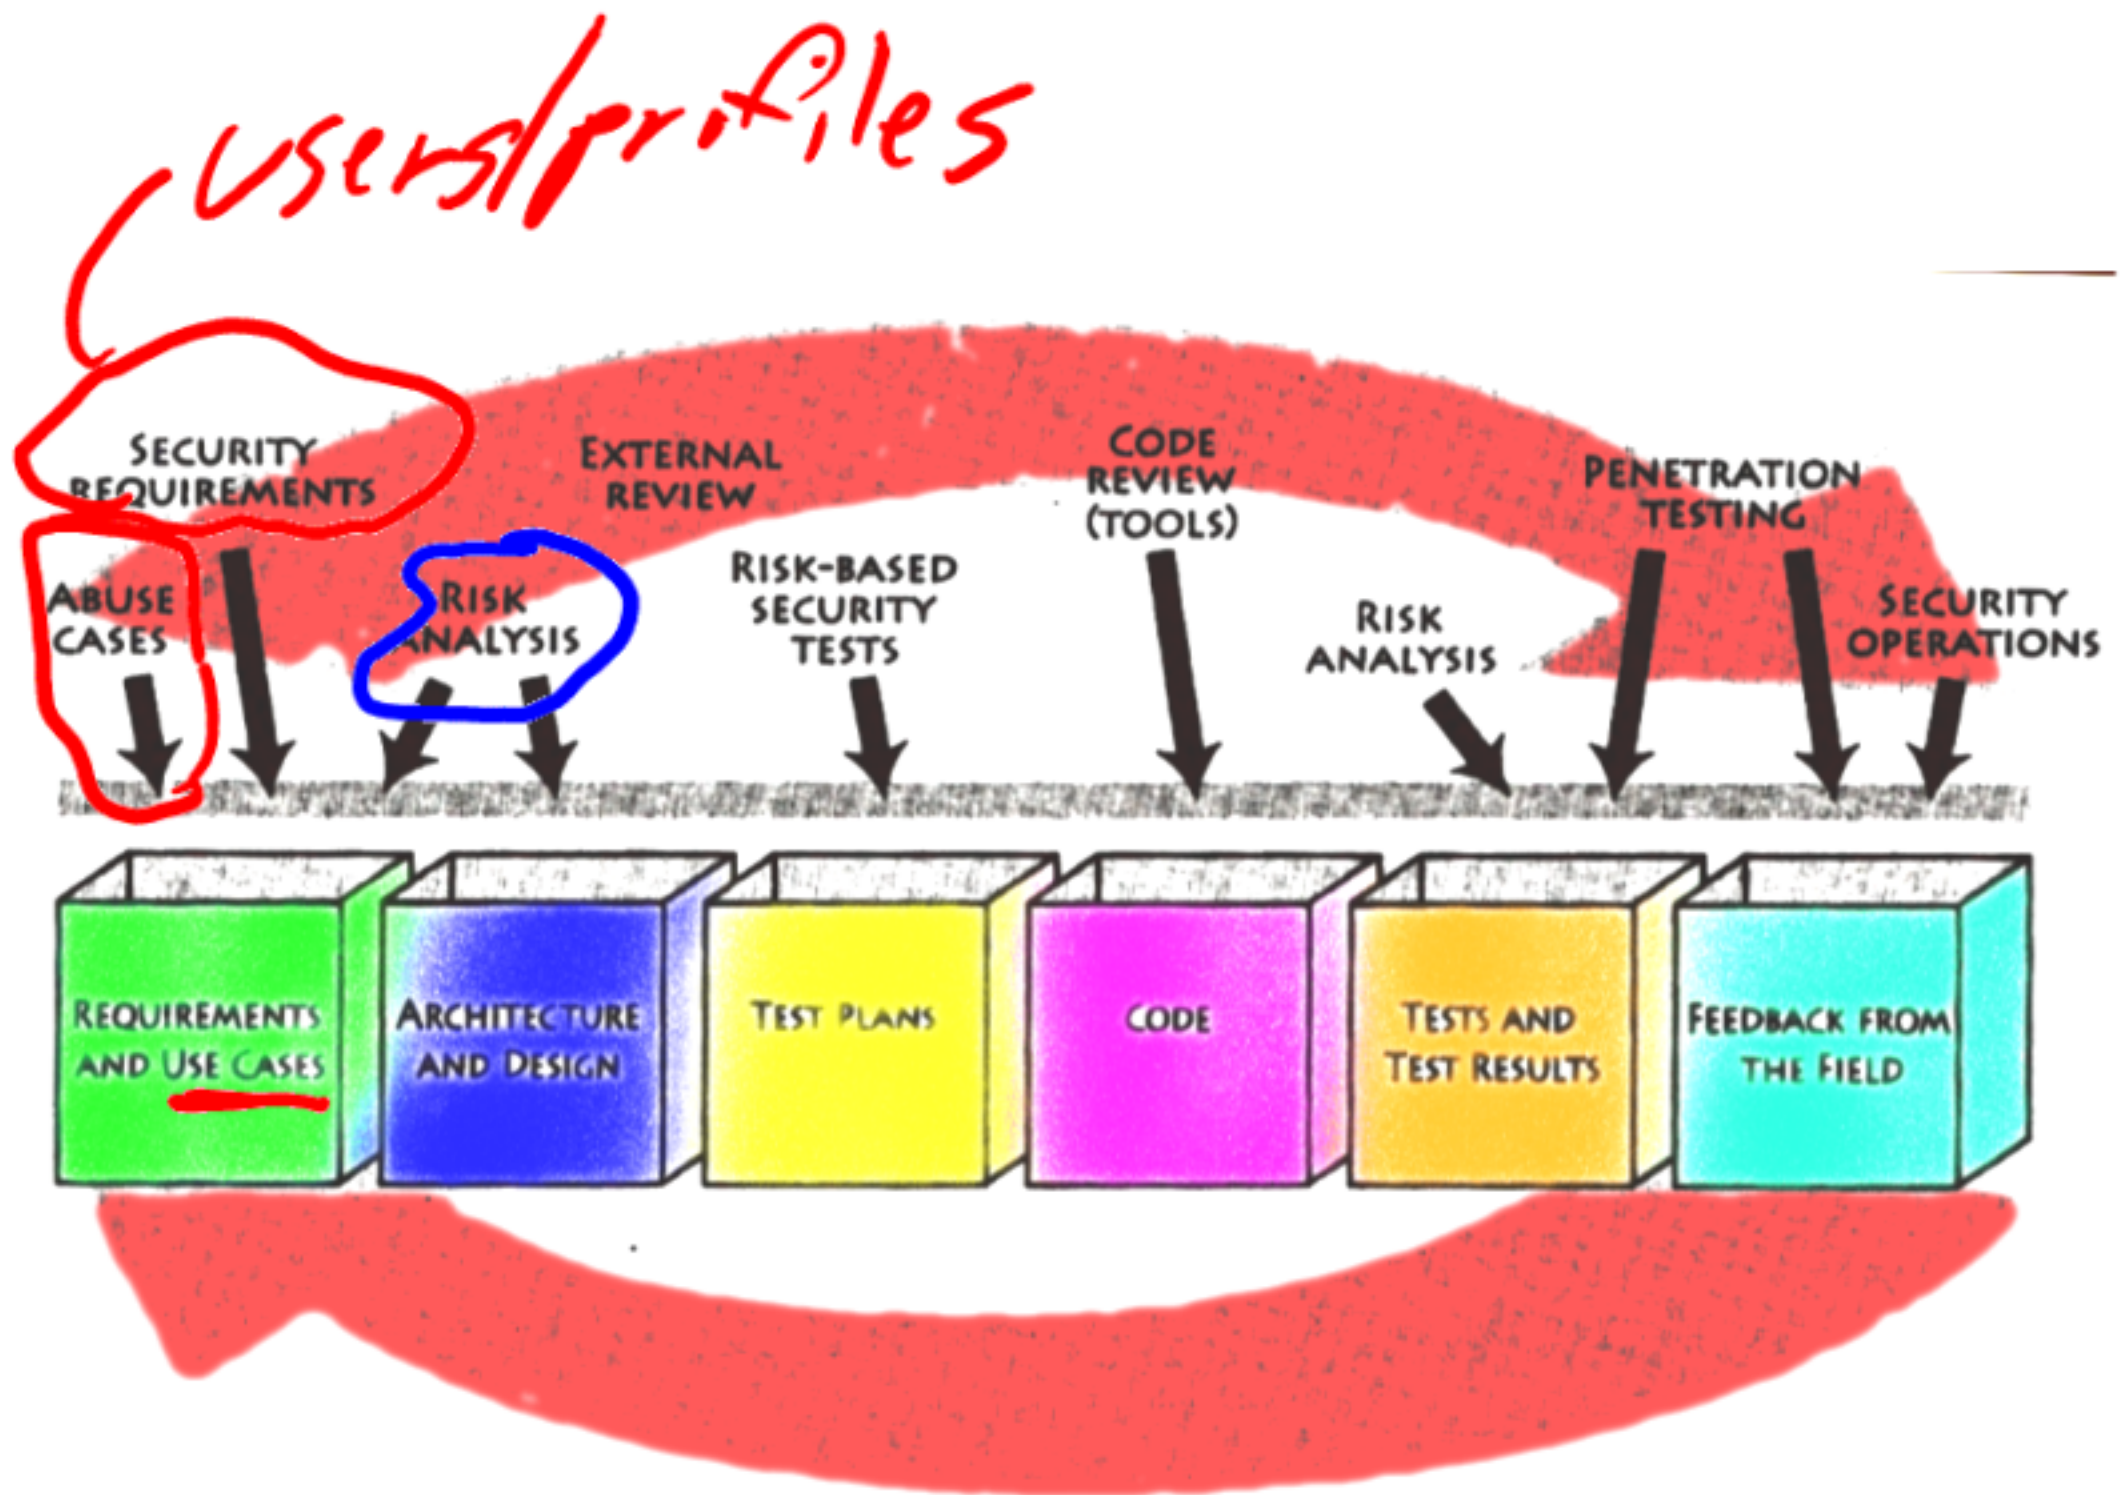 users/profiles
SECURITY
REQUIREMENTS
EXTERNAL
REVIEW
CODE
REVIEW
(TOOLS)
PENETRATION
TESTING
ABUSE
CASES
RISK
ANALYSIS
RISK-BASED
SECURITY
TESTS
RISK
ANALYSIS
SECURITY
OPERATIONS
REQUIREMENTS
AND USE CASES
ARCHITECTURE
AND DESIGN
TEST PLANS
CODE
TESTS AND
TEST RESULTS
FEEDBACK FROM
THE FIELD